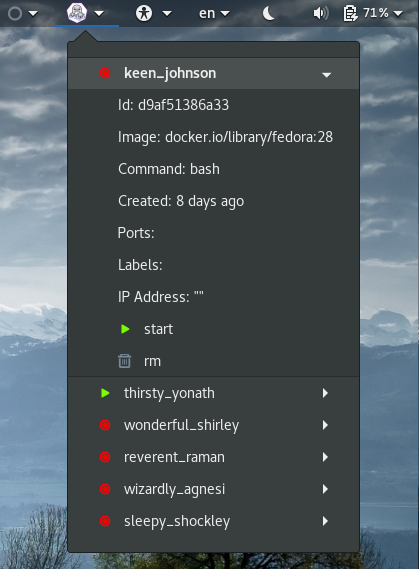 en
71%
keen_johnson
Id: d9af51386a33
Image: docker.io/library/fedora:28
Command: bash
Created: 8 days ago
Ports:
Labels:
IP Address: ""
start
rm
thirsty_yonath
wonderful_shirley
reverent_raman
wizardly_agnesi
sleepy_shockley